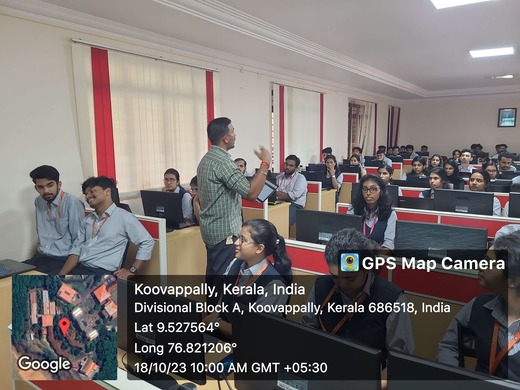 GPS Map Camera
Koovappally, Kerala, India
Divisional Block A, Koovappally, Kerala 686518, India
Lat 9.527564°
Long 76.821206°
18/10/23 10:00 AM GMT +05:30
Google